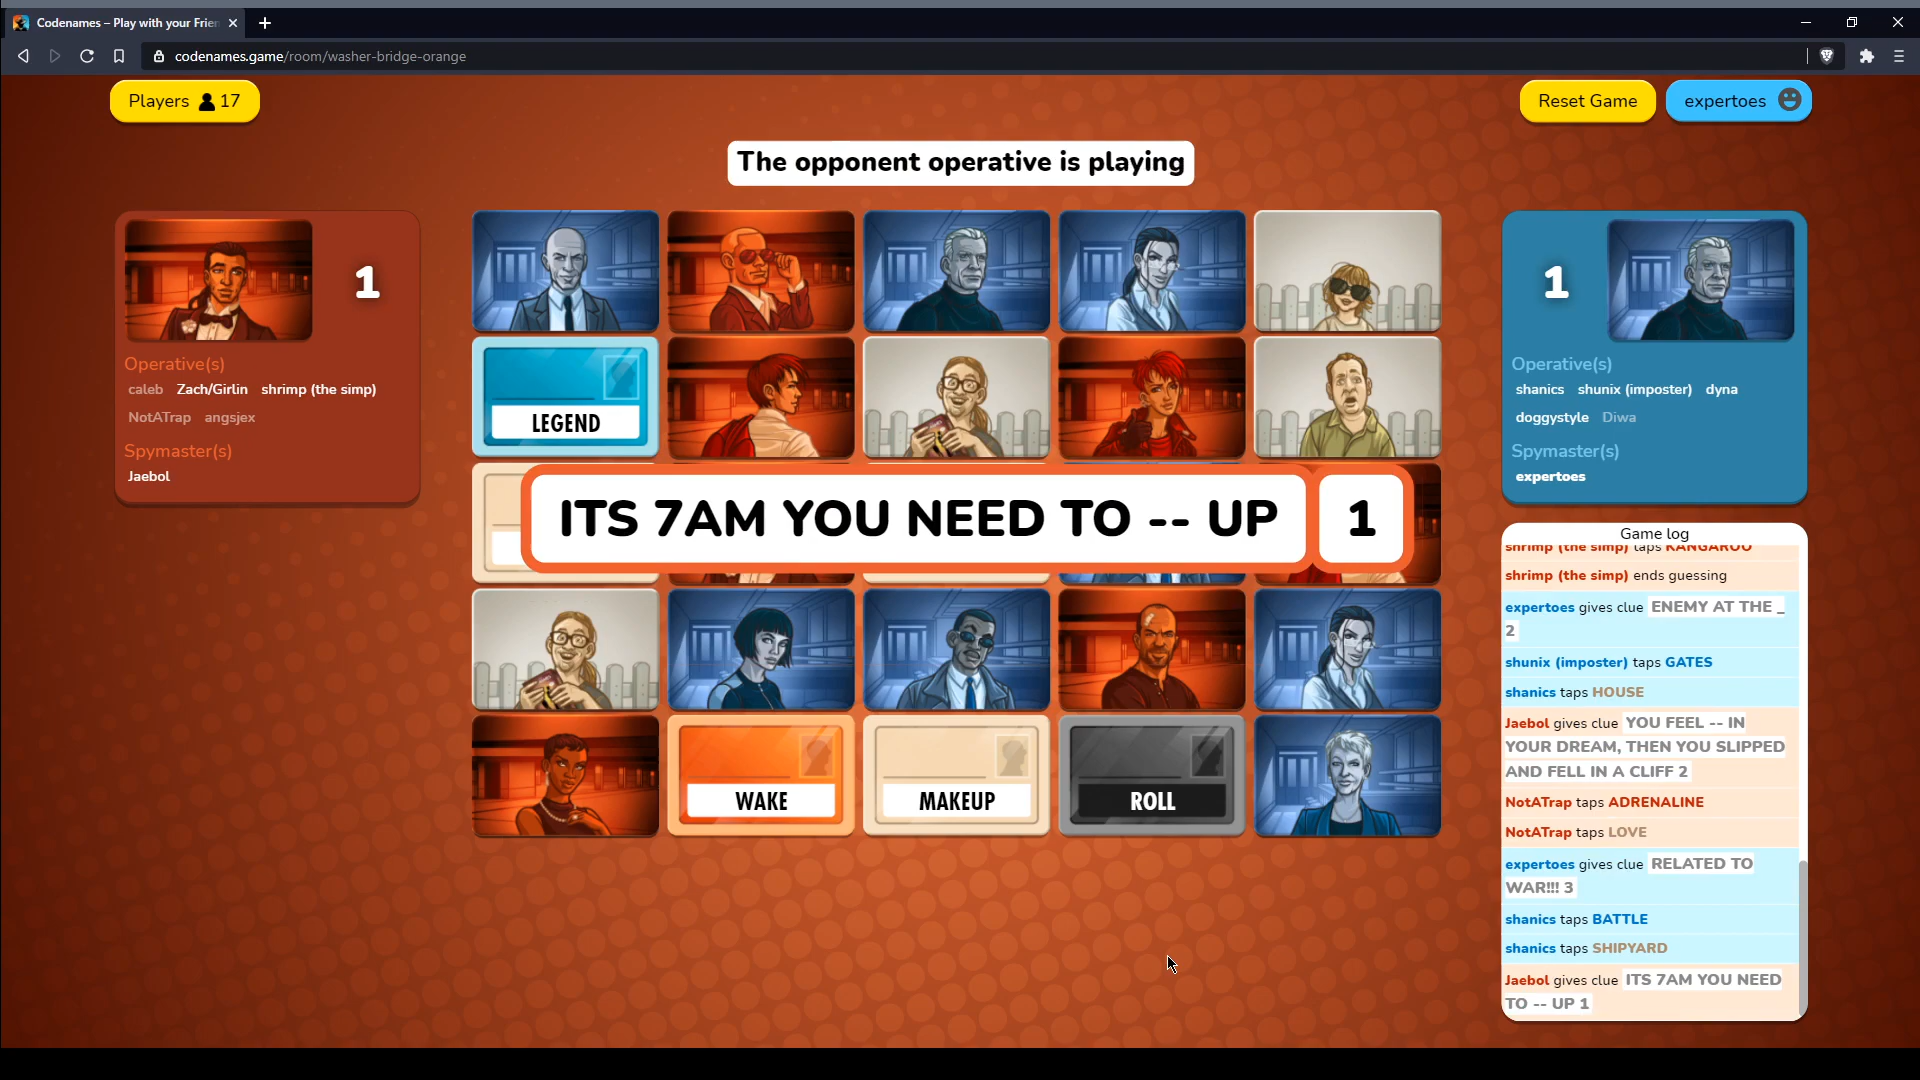 Codenames – Play with your Frien
codenames.game/room/washer-bridge-orange
Players 17
Reset Game
expertoes
The opponent operative is playing
1
Operative(s)
caleb Zach/Girlin shrimp (the simp)
NotATrap angsjex
Spymaster(s)
Jaebol
LEGEND
ITS 7AM YOU NEED TO -- UP 1
WAKE
MAKEUP
ROLL
1
Operative(s)
shanics shunix (imposter) dyna
doggystyle Diwa
Spymaster(s)
expertoes
Game log
shrimp (the simp) taps KANGAROO
shrimp (the simp) ends guessing
expertoes gives clue ENEMY AT THE _
2
shunix (imposter) taps GATES
shanics taps HOUSE
Jaebol gives clue YOU FEEL -- IN
YOUR DREAM, THEN YOU SLIPPED
AND FELL IN A CLIFF 2
NotATrap taps ADRENALINE
NotATrap taps LOVE
expertoes gives clue RELATED TO
WAR!!! 3
shanics taps BATTLE
shanics taps SHIPYARD
Jaebol gives clue ITS 7AM YOU NEED
TO -- UP 1